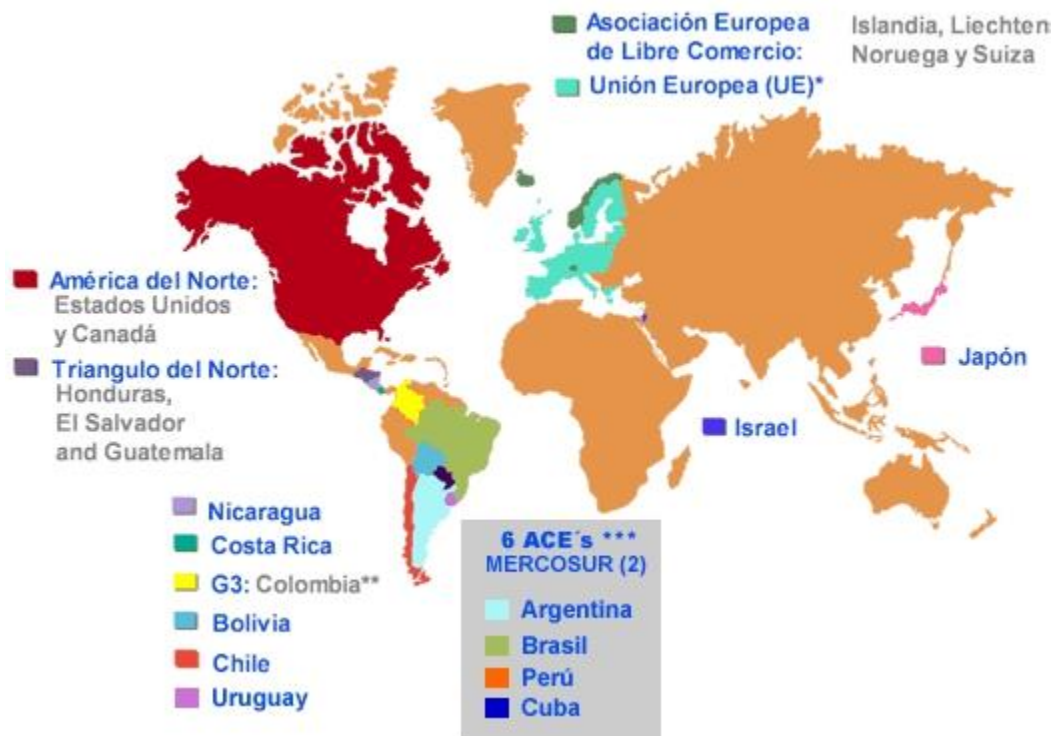 Asociación Europea
de Libre Comercio:
Islandia, Liechten
Noruega y Suiza
Unión Europea (UE)*
América del Norte:
Estados Unidos
y Canadá
Triangulo del Norte:
Honduras,
El Salvador
and Guatemala
Japón
Israel
Nicaragua
Costa Rica
G3: Colombia**
Bolivia
Chile
Uruguay
6 ACE´s ***
MERCOSUR (2)
Argentina
Brasil
Perú
Cuba